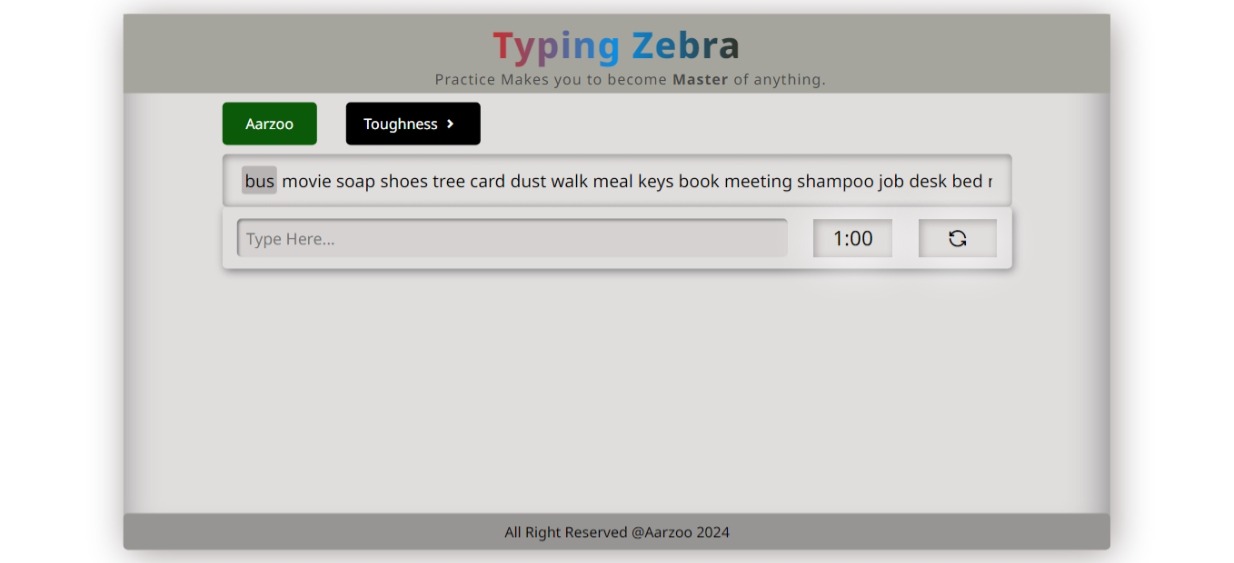 Typing Zebra
Practice Makes you to become Master of anything.
Aarzoo Toughness
bus movie soap shoes tree card dust walk meal keys book meeting shampoo job desk bed
Type Here... 1:00
All Right Reserved @Aarzoo 2024